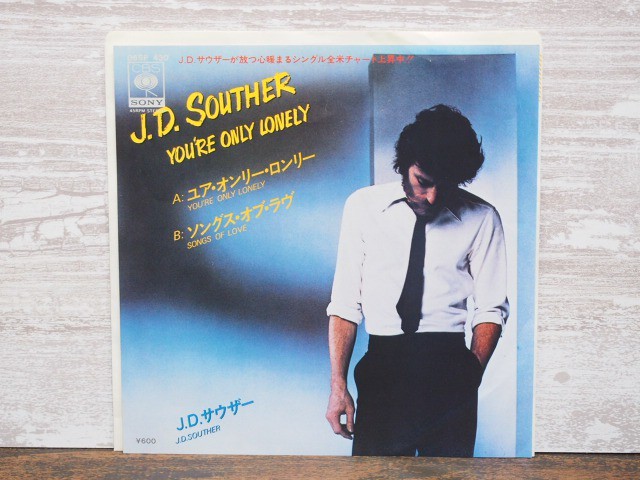 J.D.サウザーが放つ心暖まるシングル全米チャート上昇中!!
CBS
SONY
45RPM STEREO
J.D. SOUTHER
YOU'RE ONLY LONELY
A: ユア・オンリー・ロンリー
YOU'RE ONLY LONELY
B: ソングス・オブ・ラヴ
SONGS OF LOVE
J.D.サウザー
J.D.SOUTHER
¥600